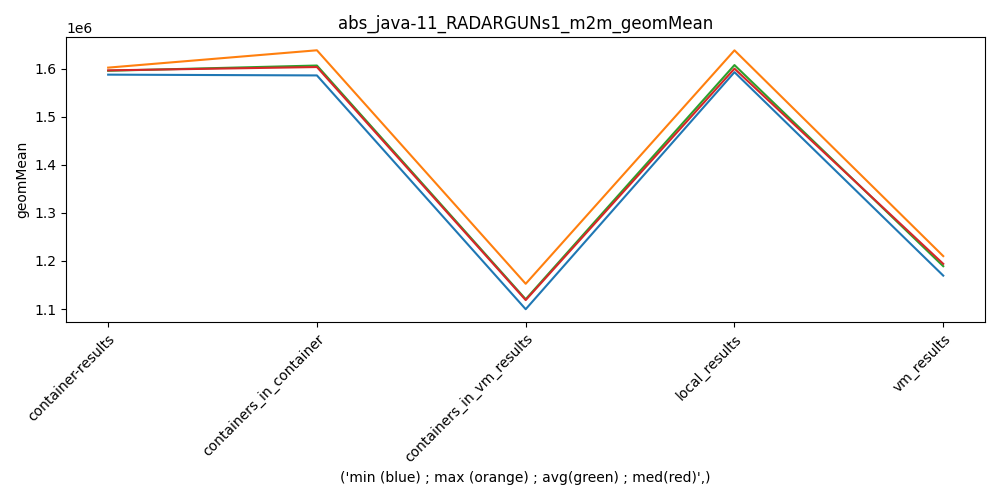 abs_java-11_RADARGUNs1_m2m_geomMean
1e6
1.6
1.5
1.4
1.3
1.2
1.1
geomMean
container-results
containers_in_container
containers_in_vm_results
local_results
vm_results
('min (blue) ; max (orange) ; avg(green) ; med(red)',)